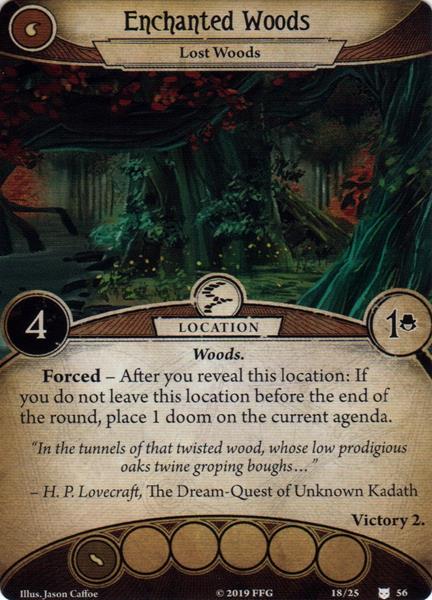 Enchanted Woods
Lost Woods
4
LOCATION
1
Woods.
Forced – After you reveal this location: If
you do not leave this location before the end of
the round, place 1 doom on the current agenda.
“In the tunnels of that twisted wood, whose low prodigious
oaks twine groping boughs…”
– H. P. Lovecraft, The Dream-Quest of Unknown Kadath
Victory 2.
Illus. Jason Caffoe
© 2019 FFG
18/25
56